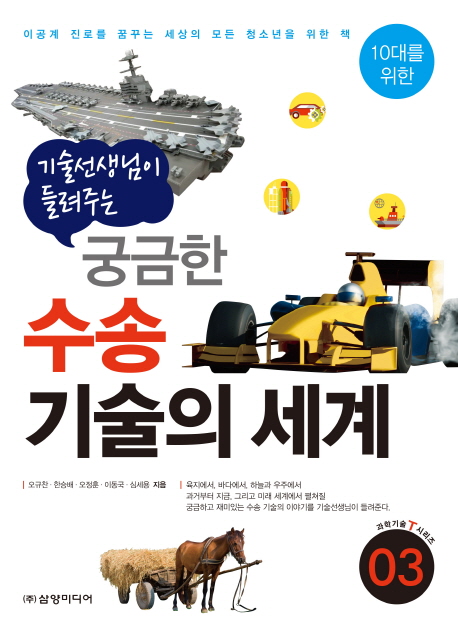 이공계 진로를 꿈꾸는 세상의 모든 청소년을 위한 책
10대를
위한
기술선생님이
들려주는
궁금한
수송
기술의 세계
오규찬 · 한승배 · 오정훈 · 이동국 · 심세용 지음
육지에서, 바다에서, 하늘과 우주에서
과거부터 지금, 그리고 미래 세계에서 펼쳐질
궁금하고 재미있는 수송 기술의 이야기를 기술선생님이 들려준다.
과학기술 T 시리즈
03
(주) 삼양미디어